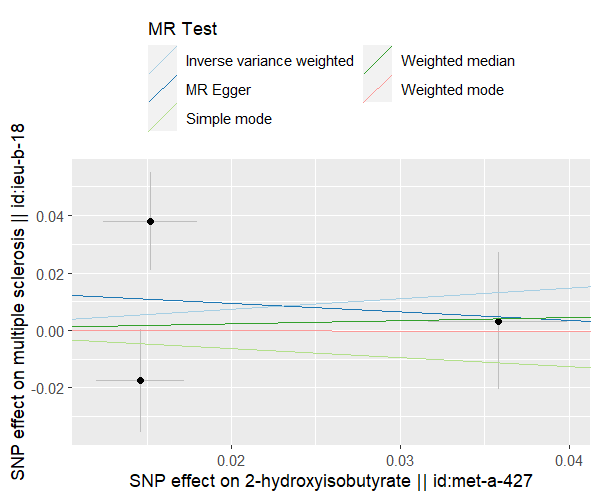 MR Test
Inverse variance weighted
Weighted median
MR Egger
Weighted mode
Simple mode
SNP effect on multiple sclerosis || id:ieu-b-18
0.04
0.02
0.00
-0.02
0.02
0.03
0.04
SNP effect on 2-hydroxyisobutyrate || id:met-a-427